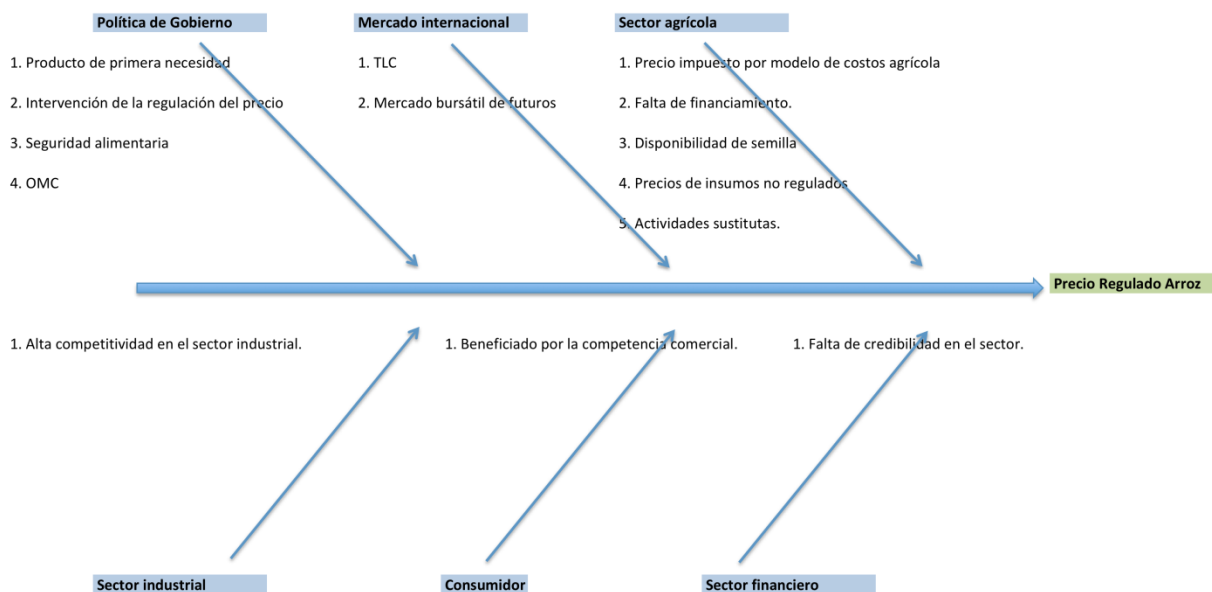 Política de Gobierno
Mercado internacional
Sector agrícola
1. Producto de primera necesidad
1. TLC
1. Precio impuesto por modelo de costos agrícola
2. Intervención de la regulación del precio
2. Mercado bursátil de futuros
2. Falta de financiamiento.
3. Seguridad alimentaria
3. Disponibilidad de semilla
4. OMC
4. Precios de insumos no regulados
5. Actividades sustitutas.
Precio Regulado Arroz
1. Alta competitividad en el sector industrial.
1. Beneficiado por la competencia comercial.
1. Falta de credibilidad en el sector.
Sector industrial
Consumidor
Sector financiero